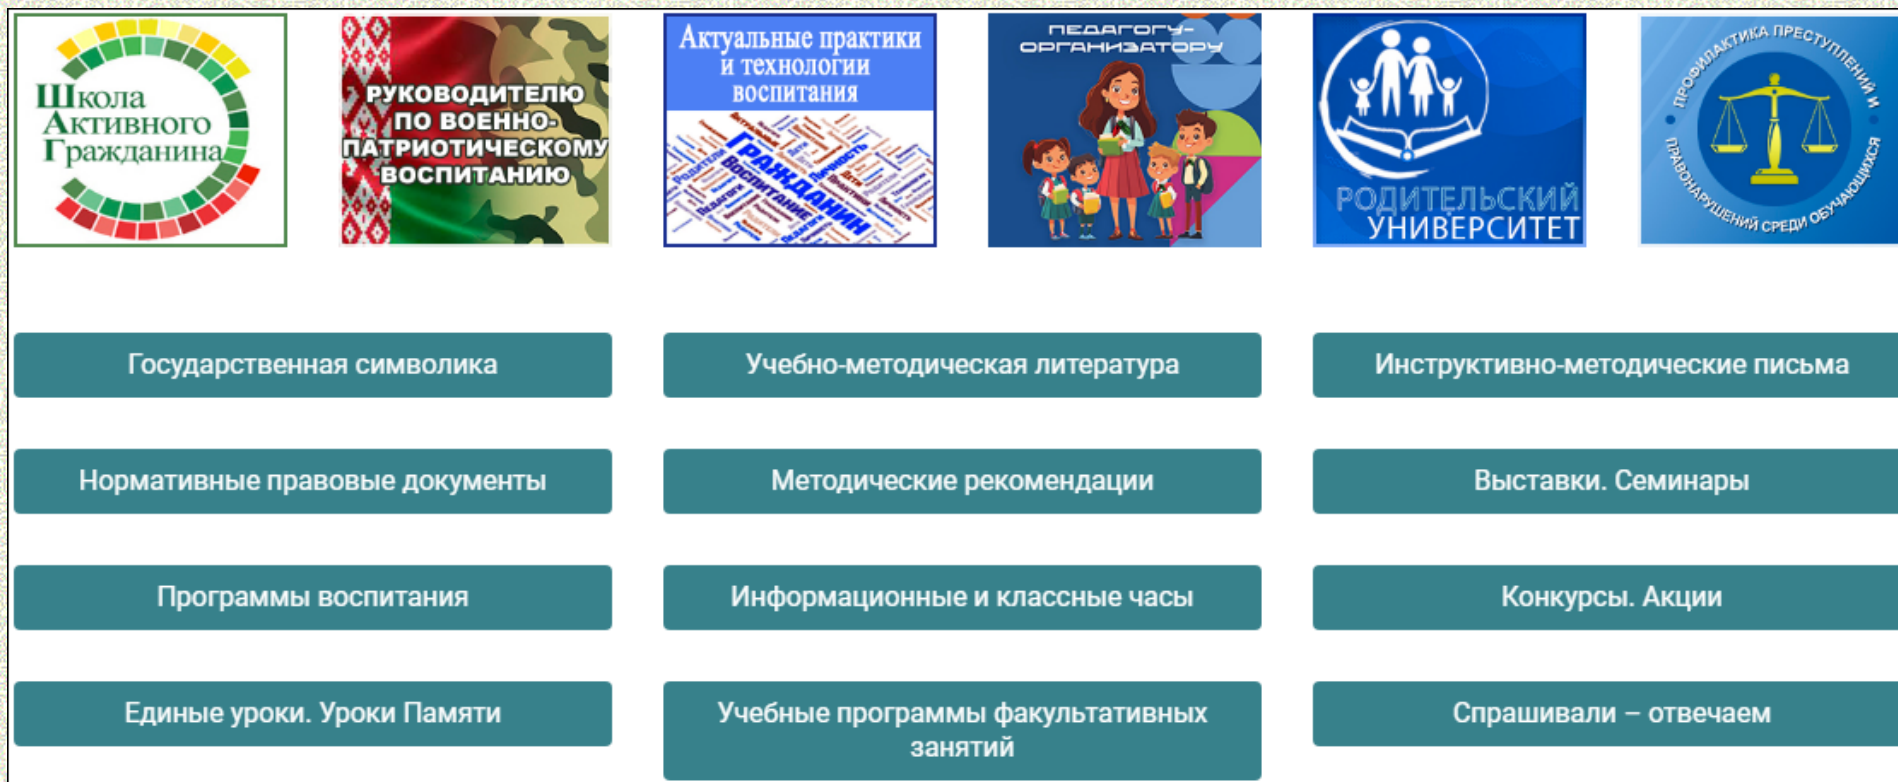 Школа
Активного
Гражданина
РУКОВОДИТЕЛЮ
ПО ВОЕННО-
ПАТРИОТИЧЕСКОМУ
ВОСПИТАНИЮ
Актуальные практики
и технологии
воспитания
ГРАЖДАНИН
ВОСПИТАНИЕ
Личность
ПЕДАГОГУ-
ОРГАНИЗАТОРУ
РОДИТЕЛЬСКИЙ
УНИВЕРСИТЕТ
ПРОФИЛАКТИКА ПРЕСТУПЛЕНИЙ И
ПРАВОНАРУШЕНИЙ СРЕДИ ОБУЧАЮЩИХСЯ
Государственная символика
Учебно-методическая литература
Инструктивно-методические письма
Нормативные правовые документы
Методические рекомендации
Выставки. Семинары
Программы воспитания
Информационные и классные часы
Конкурсы. Акции
Единые уроки. Уроки Памяти
Учебные программы факультативных
занятий
Спрашивали – отвечаем